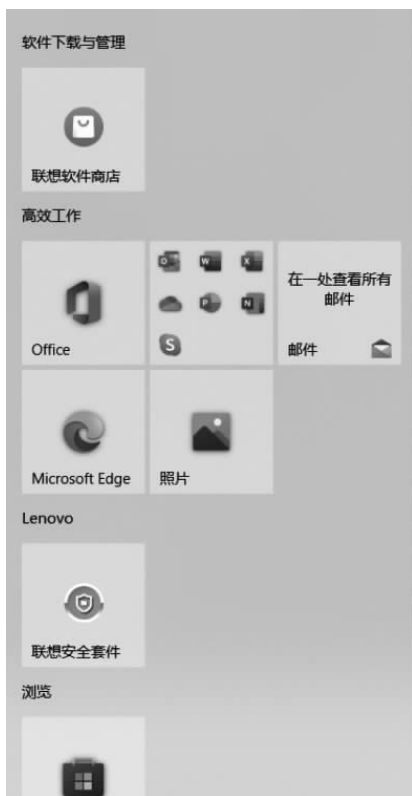 软件下载与管理
联想软件商店
高效工作
Office
在一处查看所有
邮件
邮件
Microsoft Edge
照片
Lenovo
联想安全套件
浏览